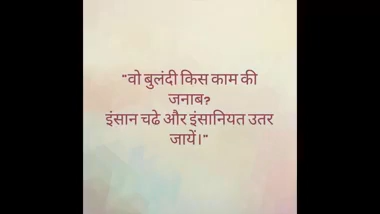 "वो बुलंदी किस काम की
जनाब?
इंसान चढे और इंसानियत उतर
जायें।"